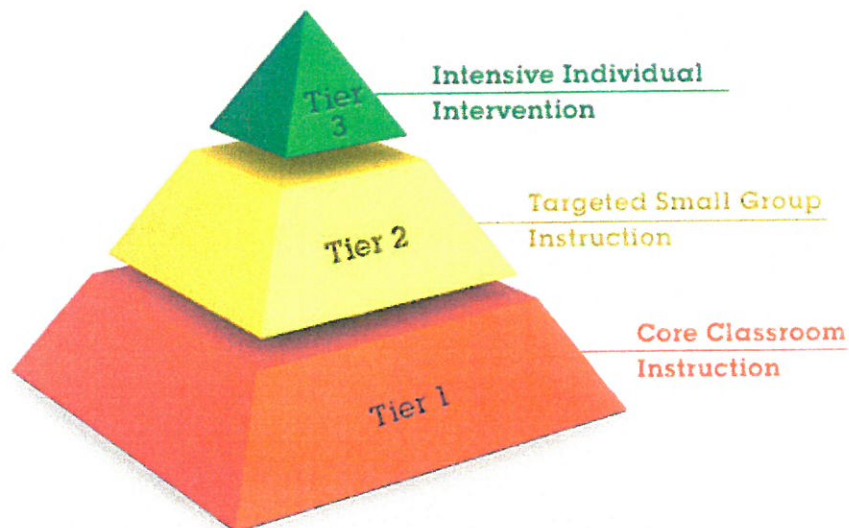 Tier
3
Intensive Individual
Intervention
Tier 2
Targeted Small Group
Instruction
Tier 1
Core Classroom
Instruction